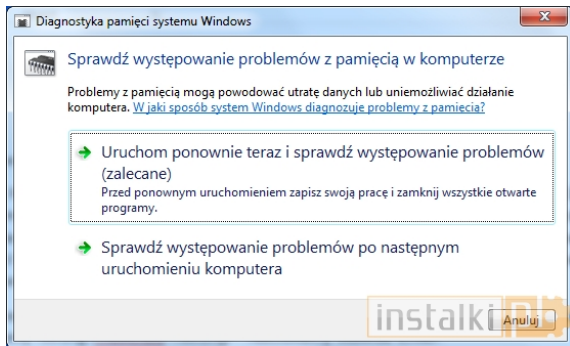 Diagnostyka pamięci systemu Windows
Sprawdź występowanie problemów z pamięcią w komputerze
Problemy z pamięcią mogą powodować utratę danych lub uniemożliwiać działanie
komputera. W jaki sposób system Windows diagnozuje problemy z pamięcią?
Uruchom ponownie teraz i sprawdź występowanie problemów
(zalecane)
Przed ponownym uruchomieniem zapisz swoją pracę i zamknij wszystkie otwarte
programy.
Sprawdź występowanie problemów po następnym
uruchomieniu komputera
instalki
Anuluj